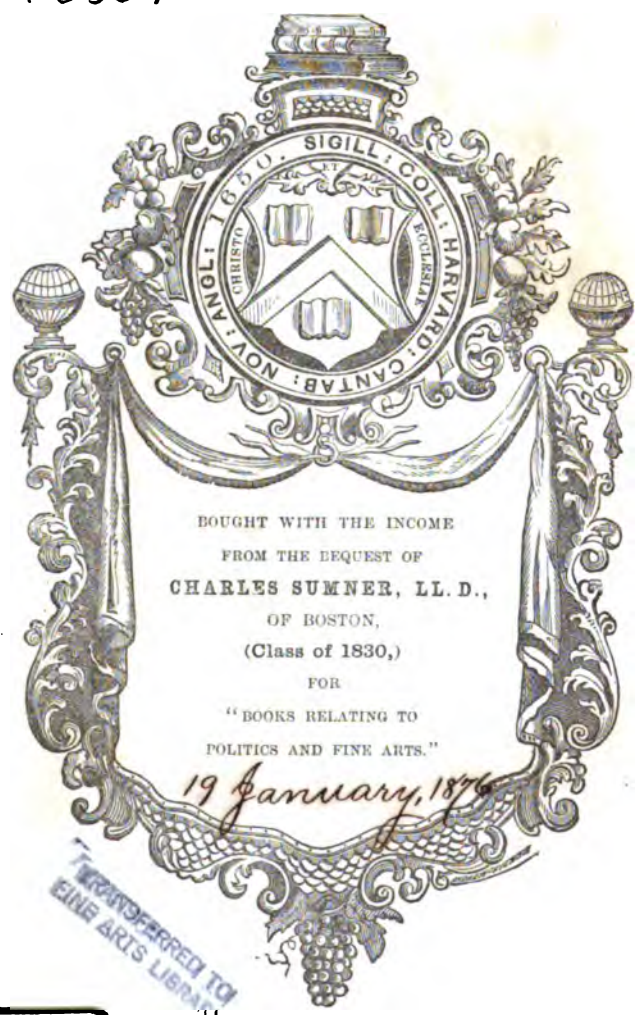 SIGILL: COLL: HARVARD: CANTAB: NOV: ANGL: 1650.
ET
CHRISTO
ECCLESIAE
BOUGHT WITH THE INCOME
FROM THE BEQUEST OF
CHARLES SUMNER, LL. D.,
OF BOSTON,
(Class of 1830,)
FOR
"BOOKS RELATING TO
POLITICS AND FINE ARTS."
19 January, 1876
TRANSFERRED TO
FINE ARTS LIBRARY